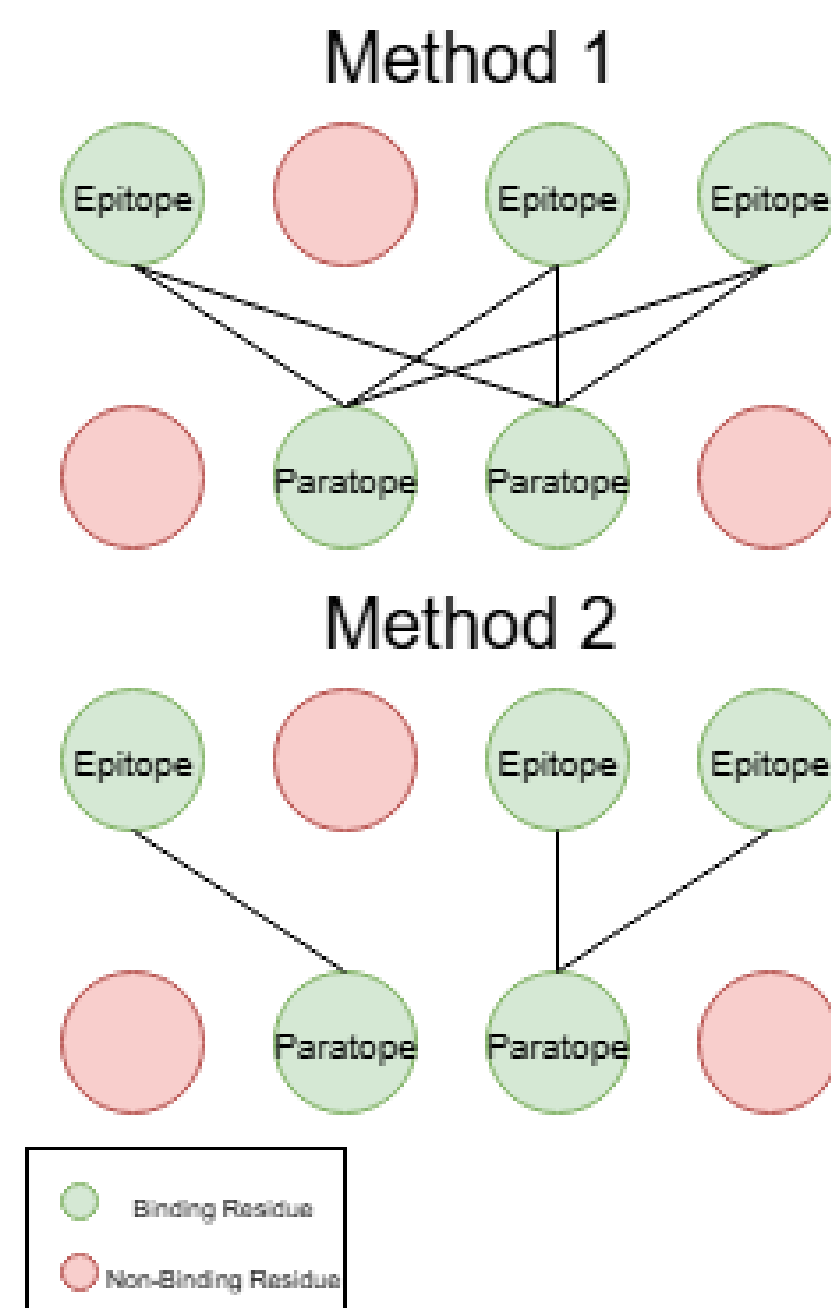 Method 1
Epitope Epitope Epitope
Paratope Paratope
Method 2
Epitope Epitope Epitope
Paratope Paratope
Binding Residue
Non-Binding Residue